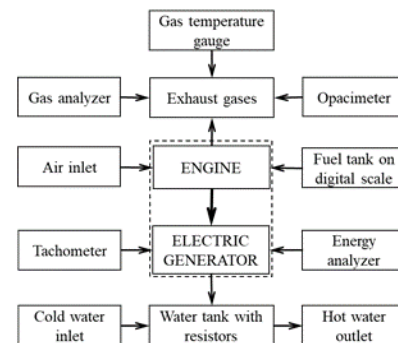 Gas temperature
gauge
Gas analyzer
Exhaust gases
Opacimeter
Air inlet
ENGINE
Fuel tank on
digital scale
Tachometer
ELECTRIC
GENERATOR
Energy
analyzer
Cold water
inlet
Water tank with
resistors
Hot water
outlet